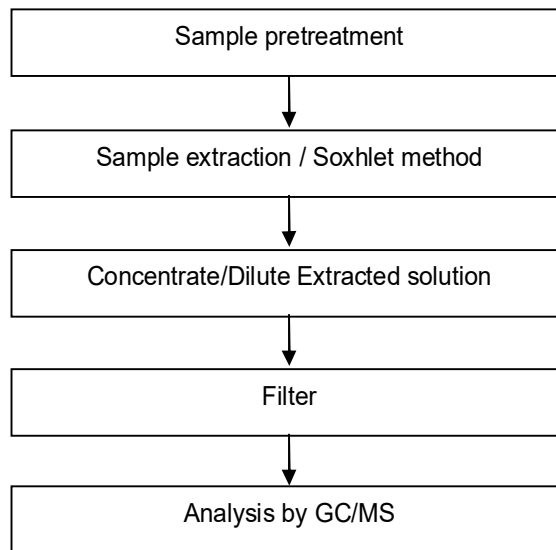 Sample pretreatment
Sample extraction / Soxhlet method
Concentrate/Dilute Extracted solution
Filter
Analysis by GC/MS